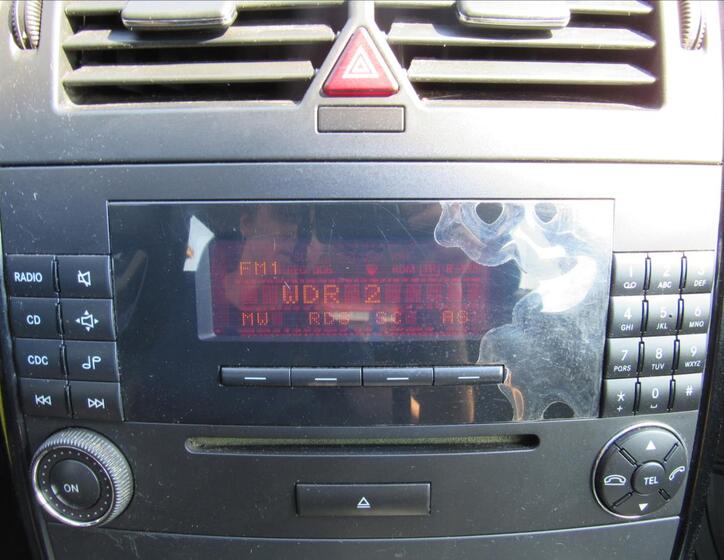 FM1
WDR 2
MW RDS SC AS
RADIO
CD
CDC
1
2 ABC
3 DEF
4 GHI
5 JKL
6 MNO
7 PQRS
8 TUV
9 WXYZ
* +
0
#
ON
TEL